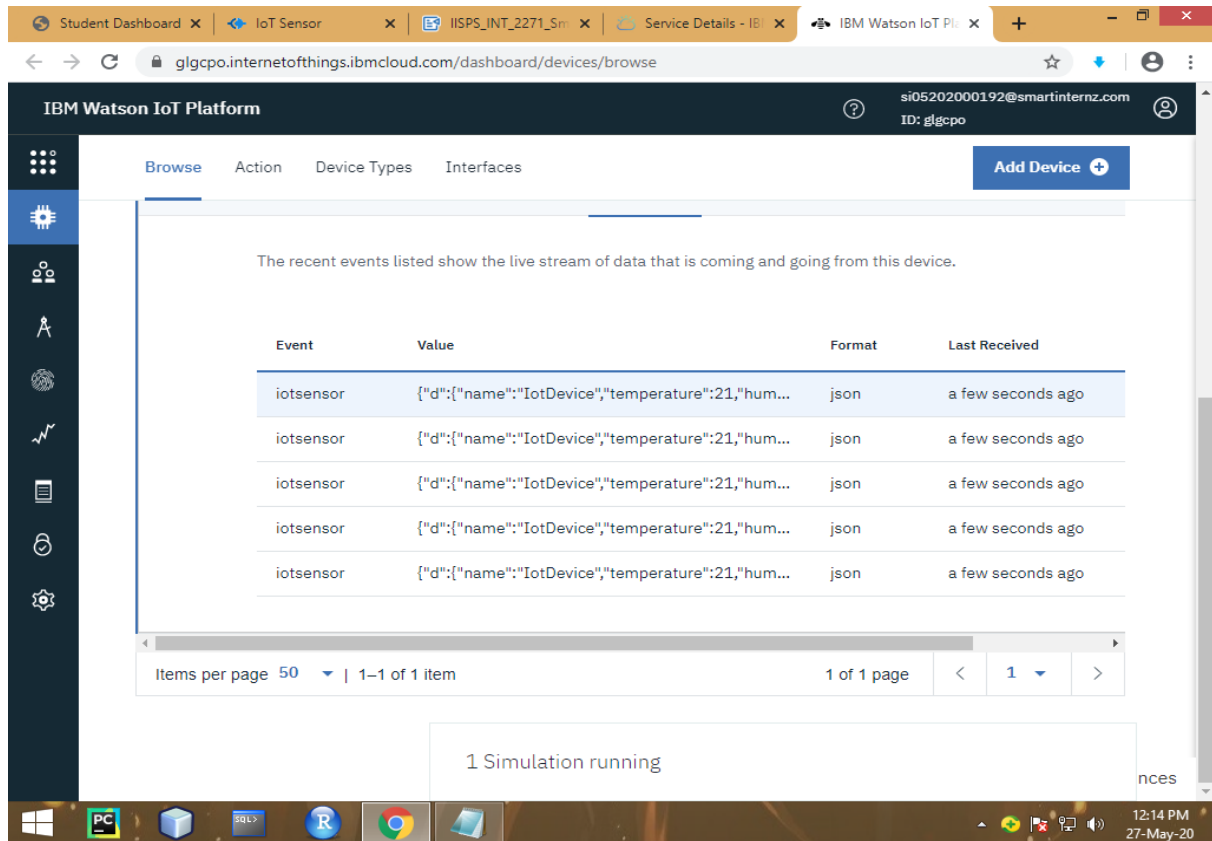 Student Dashboard
IoT Sensor
IISPS_INT_2271_Sm
Service Details - IB
IBM Watson IoT Pla
glgcpo.internetofthings.ibmcloud.com/dashboard/devices/browse
IBM Watson IoT Platform
si05202000192@smartinternz.com
ID: glgcpo
Browse Action Device Types Interfaces Add Device
The recent events listed show the live stream of data that is coming and going from this device.
Event Value Format Last Received
iotsensor {"d":{"name":"IotDevice","temperature":21,"hum... json a few seconds ago
iotsensor {"d":{"name":"IotDevice","temperature":21,"hum... json a few seconds ago
iotsensor {"d":{"name":"IotDevice","temperature":21,"hum... json a few seconds ago
iotsensor {"d":{"name":"IotDevice","temperature":21,"hum... json a few seconds ago
iotsensor {"d":{"name":"IotDevice","temperature":21,"hum... json a few seconds ago
Items per page 50 | 1–1 of 1 item 1 of 1 page 1
1 Simulation running
nces
PC SQL> R
12:14 PM
27-May-20